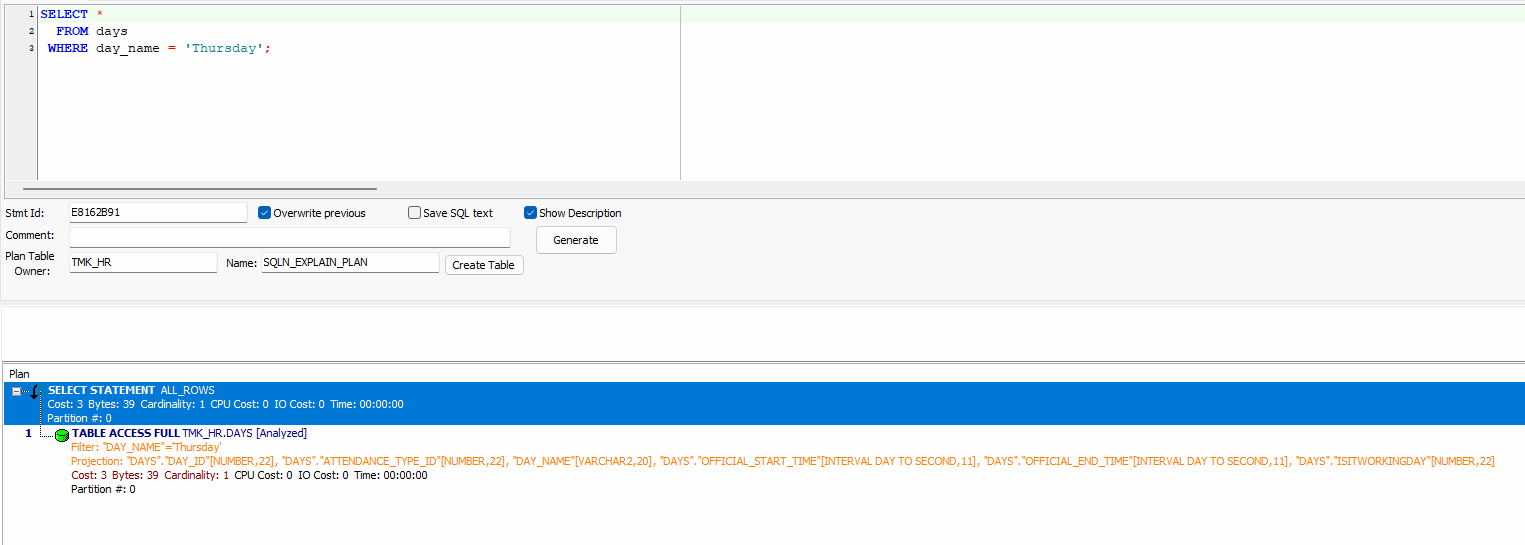 1 SELECT *
2 FROM days
3 WHERE day_name = 'Thursday';
Stmt Id: E8162B91 Overwrite previous Save SQL text Show Description
Comment: Generate
Plan Table Owner: TMK_HR Name: SQLN_EXPLAIN_PLAN Create Table
Plan
SELECT STATEMENT ALL_ROWS
Cost: 3 Bytes: 39 Cardinality: 1 CPU Cost: 0 IO Cost: 0 Time: 00:00:00
Partition #: 0
1 TABLE ACCESS FULL TMK_HR.DAYS [Analyzed]
Filter: "DAY_NAME"='Thursday'
Projection: "DAYS"."DAY_ID"[NUMBER,22], "DAYS"."ATTENDANCE_TYPE_ID"[NUMBER,22], "DAY_NAME"[VARCHAR2,20], "DAYS"."OFFICIAL_START_TIME"[INTERVAL DAY TO SECOND,11], "DAYS"."OFFICIAL_END_TIME"[INTERVAL DAY TO SECOND,11], "DAYS"."ISITWORKINGDAY"[NUMBER,22]
Cost: 3 Bytes: 39 Cardinality: 1 CPU Cost: 0 IO Cost: 0 Time: 00:00:00
Partition #: 0